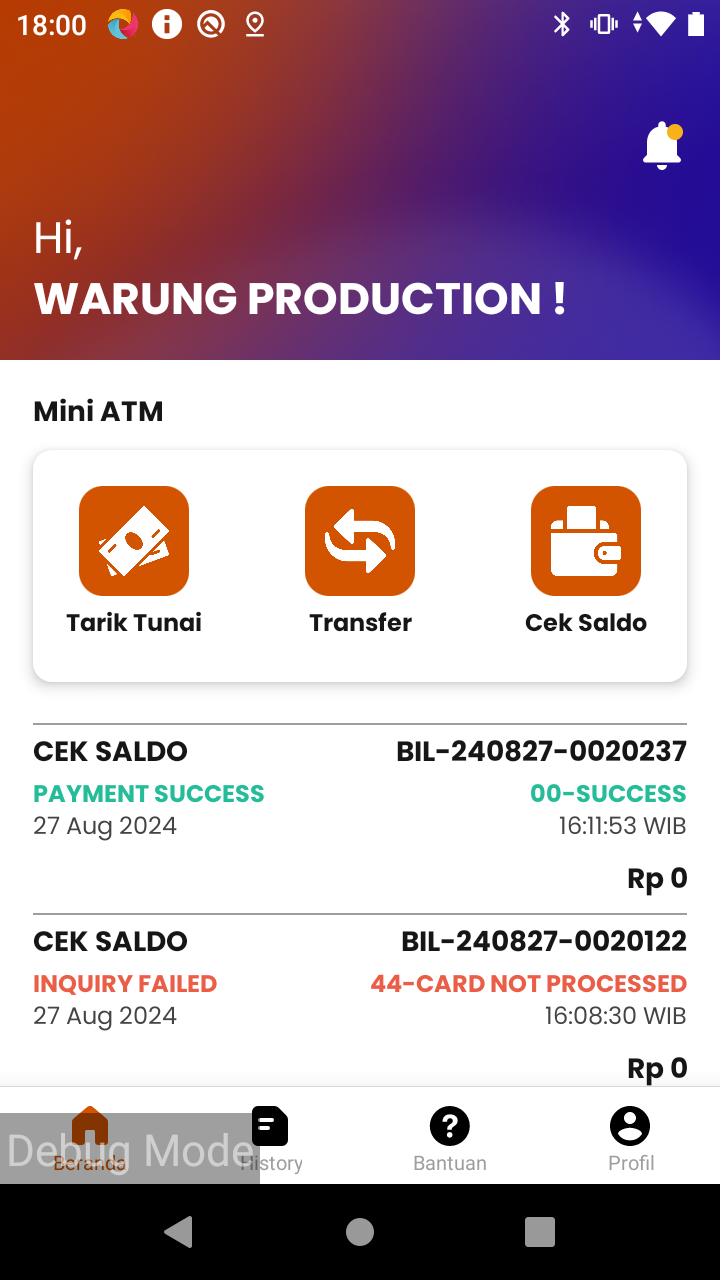 18:00
Hi,
WARUNG PRODUCTION !
Mini ATM
Tarik Tunai
Transfer
Cek Saldo
CEK SALDO
BIL-240827-0020237
PAYMENT SUCCESS
00-SUCCESS
27 Aug 2024
16:11:53 WIB
Rp 0
CEK SALDO
BIL-240827-0020122
INQUIRY FAILED
44-CARD NOT PROCESSED
27 Aug 2024
16:08:30 WIB
Rp 0
Debug Mode
Beranda
History
Bantuan
Profil